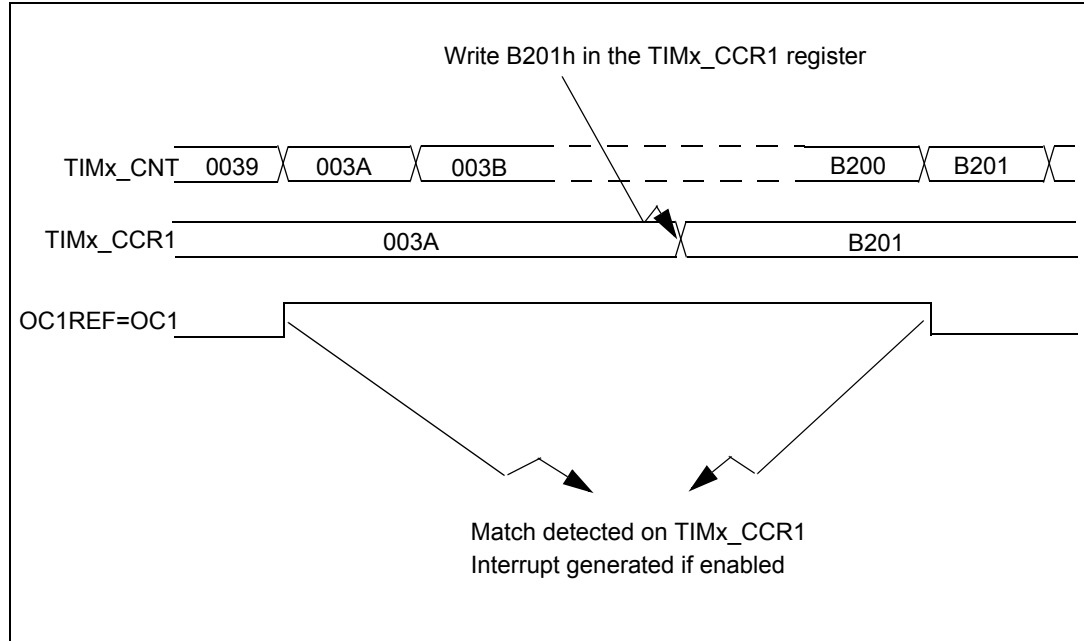 Write B201h in the TIMx_CCR1 register
TIMx_CNT 0039 003A 003B B200 B201
TIMx_CCR1 003A B201
OC1REF=OC1
Match detected on TIMx_CCR1
Interrupt generated if enabled